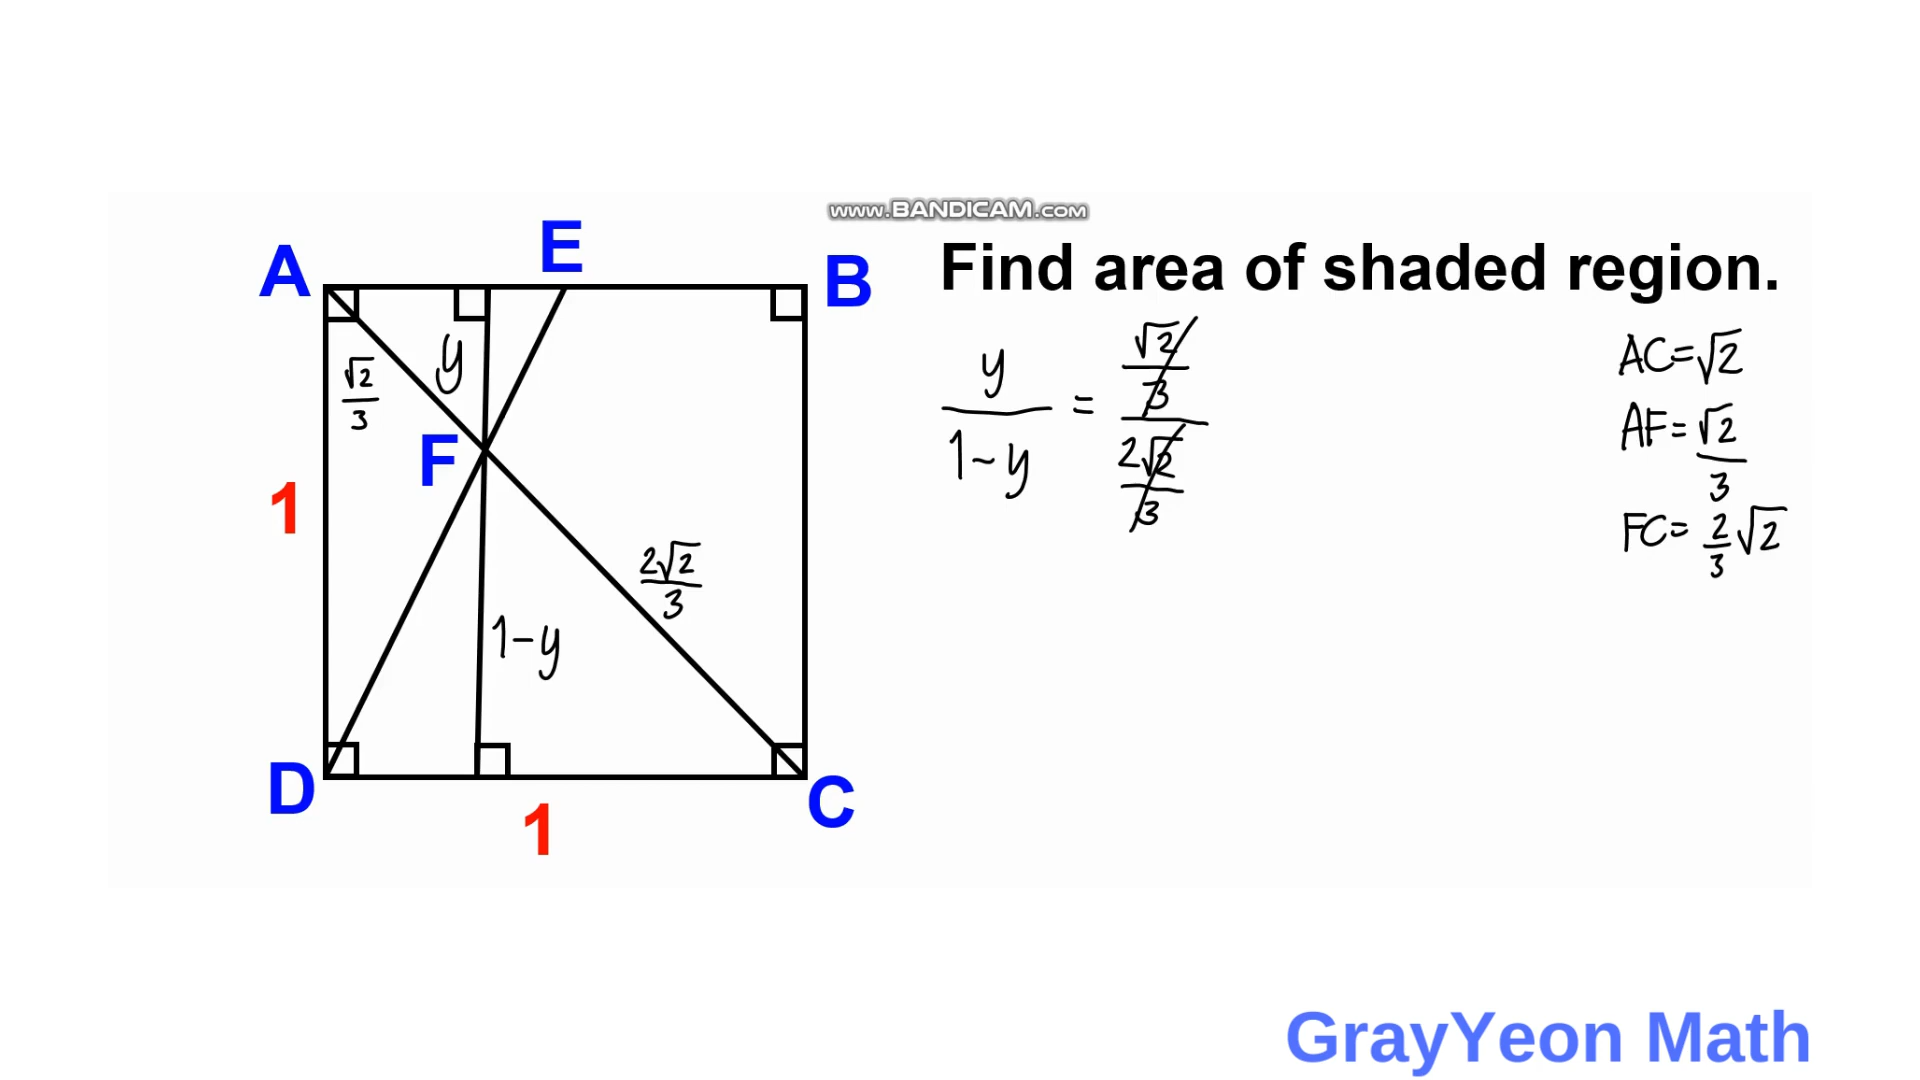 www.BANDICAM.com
Find area of shaded region.
A
E
B
y
√2/3
F
1
2√2/3
1-y
D
C
1
y/(1-y) = (√2/3)/(2√2/3)
AC=√2
AF=√2/3
FC=2/3√2
GrayYeon Math